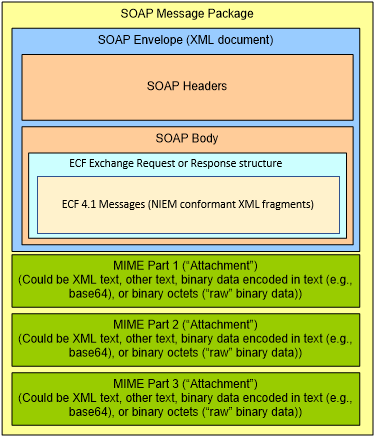 SOAP Message Package
SOAP Envelope (XML document)
SOAP Headers
SOAP Body
ECF Exchange Request or Response structure
ECF 4.1 Messages (NIEM conformant XML fragments)
MIME Part 1 (“Attachment”)
(Could be XML text, other text, binary data encoded in text (e.g.,
base64), or binary octets (“raw” binary data))
MIME Part 2 (“Attachment”)
(Could be XML text, other text, binary data encoded in text (e.g.,
base64), or binary octets (“raw” binary data))
MIME Part 3 (“Attachment”)
(Could be XML text, other text, binary data encoded in text (e.g.,
base64), or binary octets (“raw” binary data))